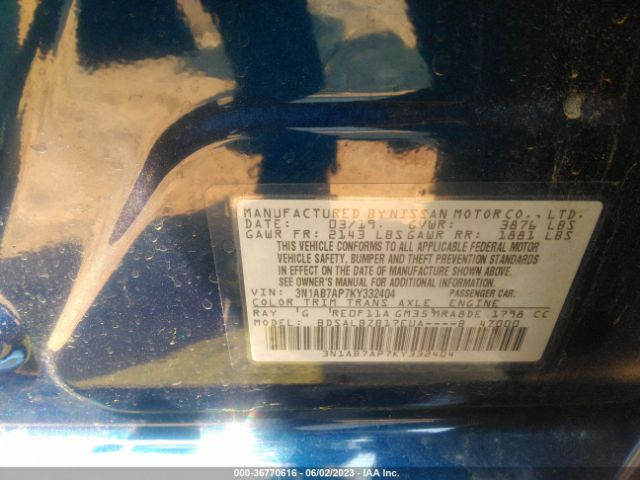 MANUFACTURED BY NISSAN MOTOR CO., LTD.
DATE: 03/19 GVWR: 3876 LBS
GAWR FR: 2143 LBS GAWR RR: 1881 LBS
THIS VEHICLE CONFORMS TO ALL APPLICABLE FEDERAL MOTOR
VEHICLE SAFETY, BUMPER AND THEFT PREVENTION STANDARDS
IN EFFECT ON THE DATE OF MANUFACTURE SHOWN ABOVE.
SEE OWNER'S MANUAL FOR ADDITIONAL INFORMATION.
VIN: 3N1AB7AP7KY332404 PASSENGER CAR
COLOR TRIM TRANS AXLE ENGINE
RAY G RE0F11A GM35 MRA8DE 1798 CC
MODEL: BDSALBZB17EUA----B 47000
3N1AB7AP7KY332404
000-36770616 - 06/02/2023 - IAA Inc.